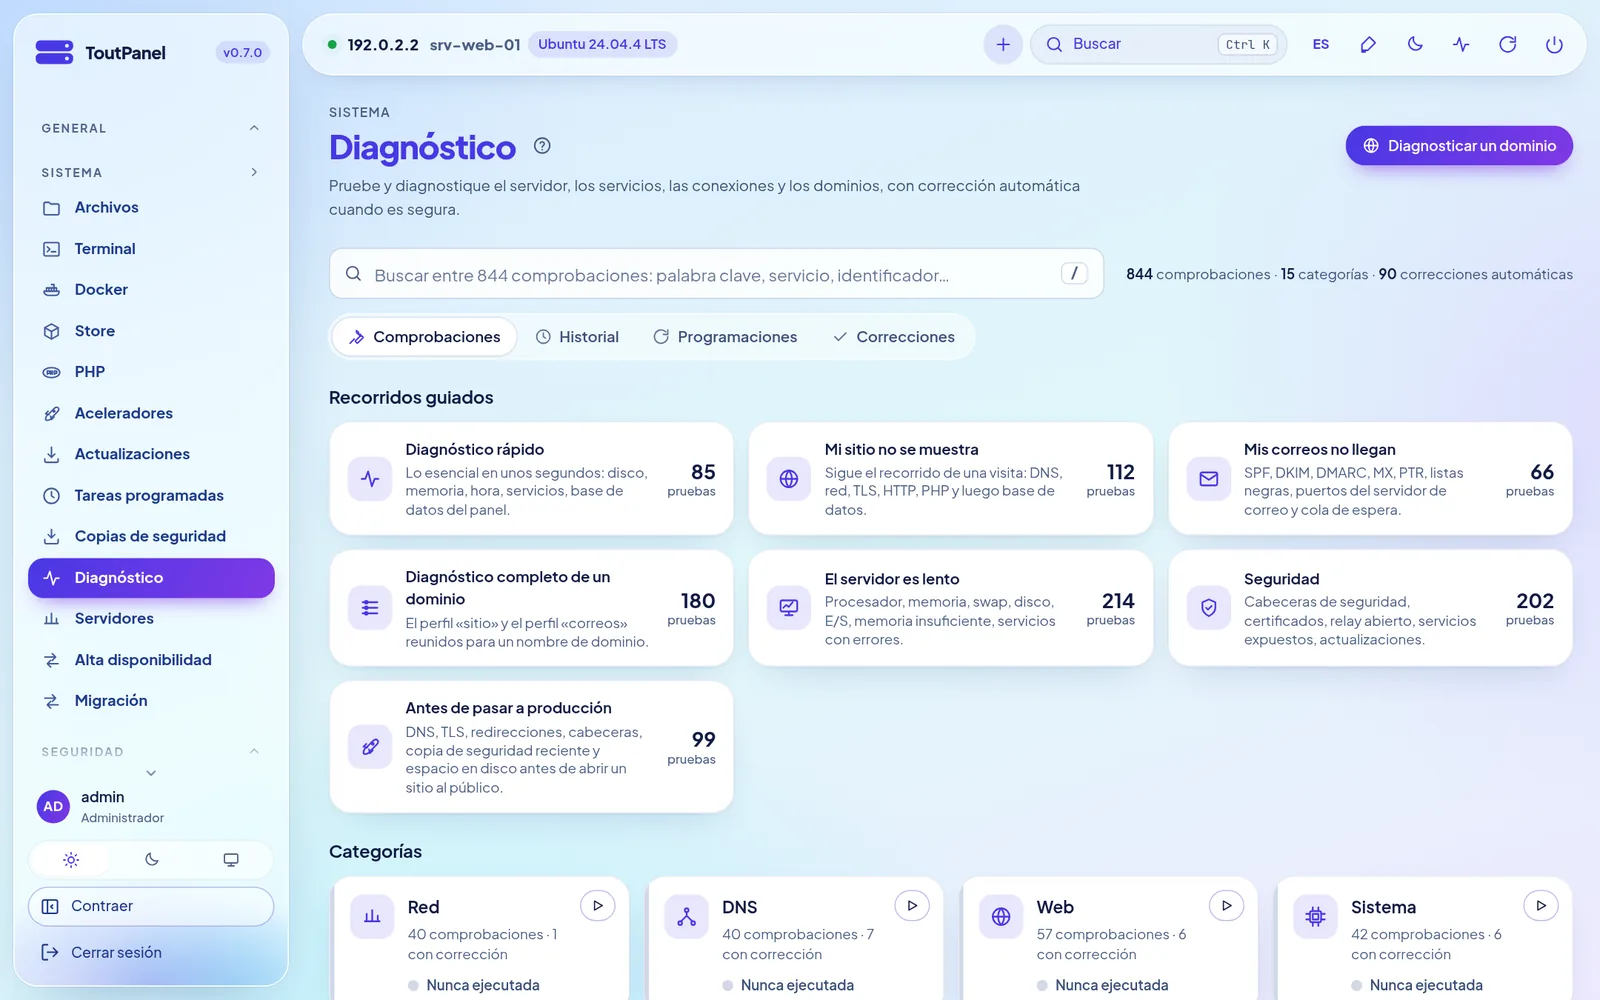 ToutPanel
v0.7.0
GENERAL
SISTEMA
Archivos
Terminal
Docker
Store
PHP
Aceleradores
Actualizaciones
Tareas programadas
Copias de seguridad
Diagnóstico
Servidores
Alta disponibilidad
Migración
SEGURIDAD
AD
admin
Administrador
Contraer
Cerrar sesión
192.0.2.2 srv-web-01 Ubuntu 24.04.4 LTS
Buscar
Ctrl K
ES
SISTEMA
Diagnóstico
Diagnosticar un dominio
Pruebe y diagnostique el servidor, los servicios, las conexiones y los dominios, con corrección automática
cuando es segura.
Buscar entre 844 comprobaciones: palabra clave, servicio, identificador...
/
844 comprobaciones · 15 categorías · 90 correcciones automáticas
Comprobaciones
Historial
Programaciones
Correcciones
Recorridos guiados
Diagnóstico rápido
Lo esencial en unos segundos: disco,
memoria, hora, servicios, base de
datos del panel.
85
pruebas
Mi sitio no se muestra
Sigue el recorrido de una visita: DNS,
red, TLS, HTTP, PHP y luego base de
datos.
112
pruebas
Mis correos no llegan
SPF, DKIM, DMARC, MX, PTR, listas
negras, puertos del servidor de
correo y cola de espera.
66
pruebas
Diagnóstico completo de un
dominio
El perfil «sitio» y el perfil «correos»
reunidos para un nombre de dominio.
180
pruebas
El servidor es lento
Procesador, memoria, swap, disco,
E/S, memoria insuficiente, servicios
con errores.
214
pruebas
Seguridad
Cabeceras de seguridad,
certificados, relay abierto, servicios
expuestos, actualizaciones.
202
pruebas
Antes de pasar a producción
DNS, TLS, redirecciones, cabeceras,
copia de seguridad reciente y
espacio en disco antes de abrir un
sitio al público.
99
pruebas
Categorías
Red
40 comprobaciones · 1
con corrección
Nunca ejecutada
DNS
40 comprobaciones · 7
con corrección
Nunca ejecutada
Web
57 comprobaciones · 6
con corrección
Nunca ejecutada
Sistema
42 comprobaciones · 6
con corrección
Nunca ejecutada